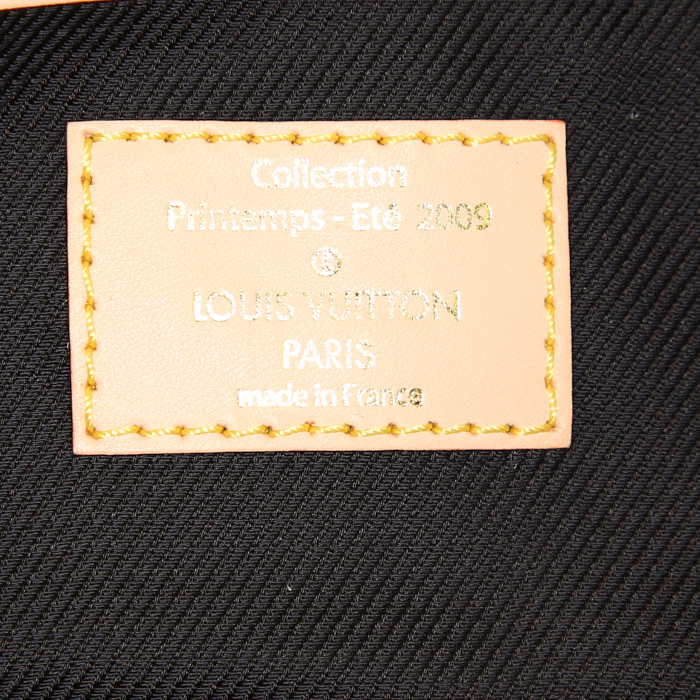 Collection
Printemps - Eté 2009
®
LOUIS VUITTON
PARIS
made in France